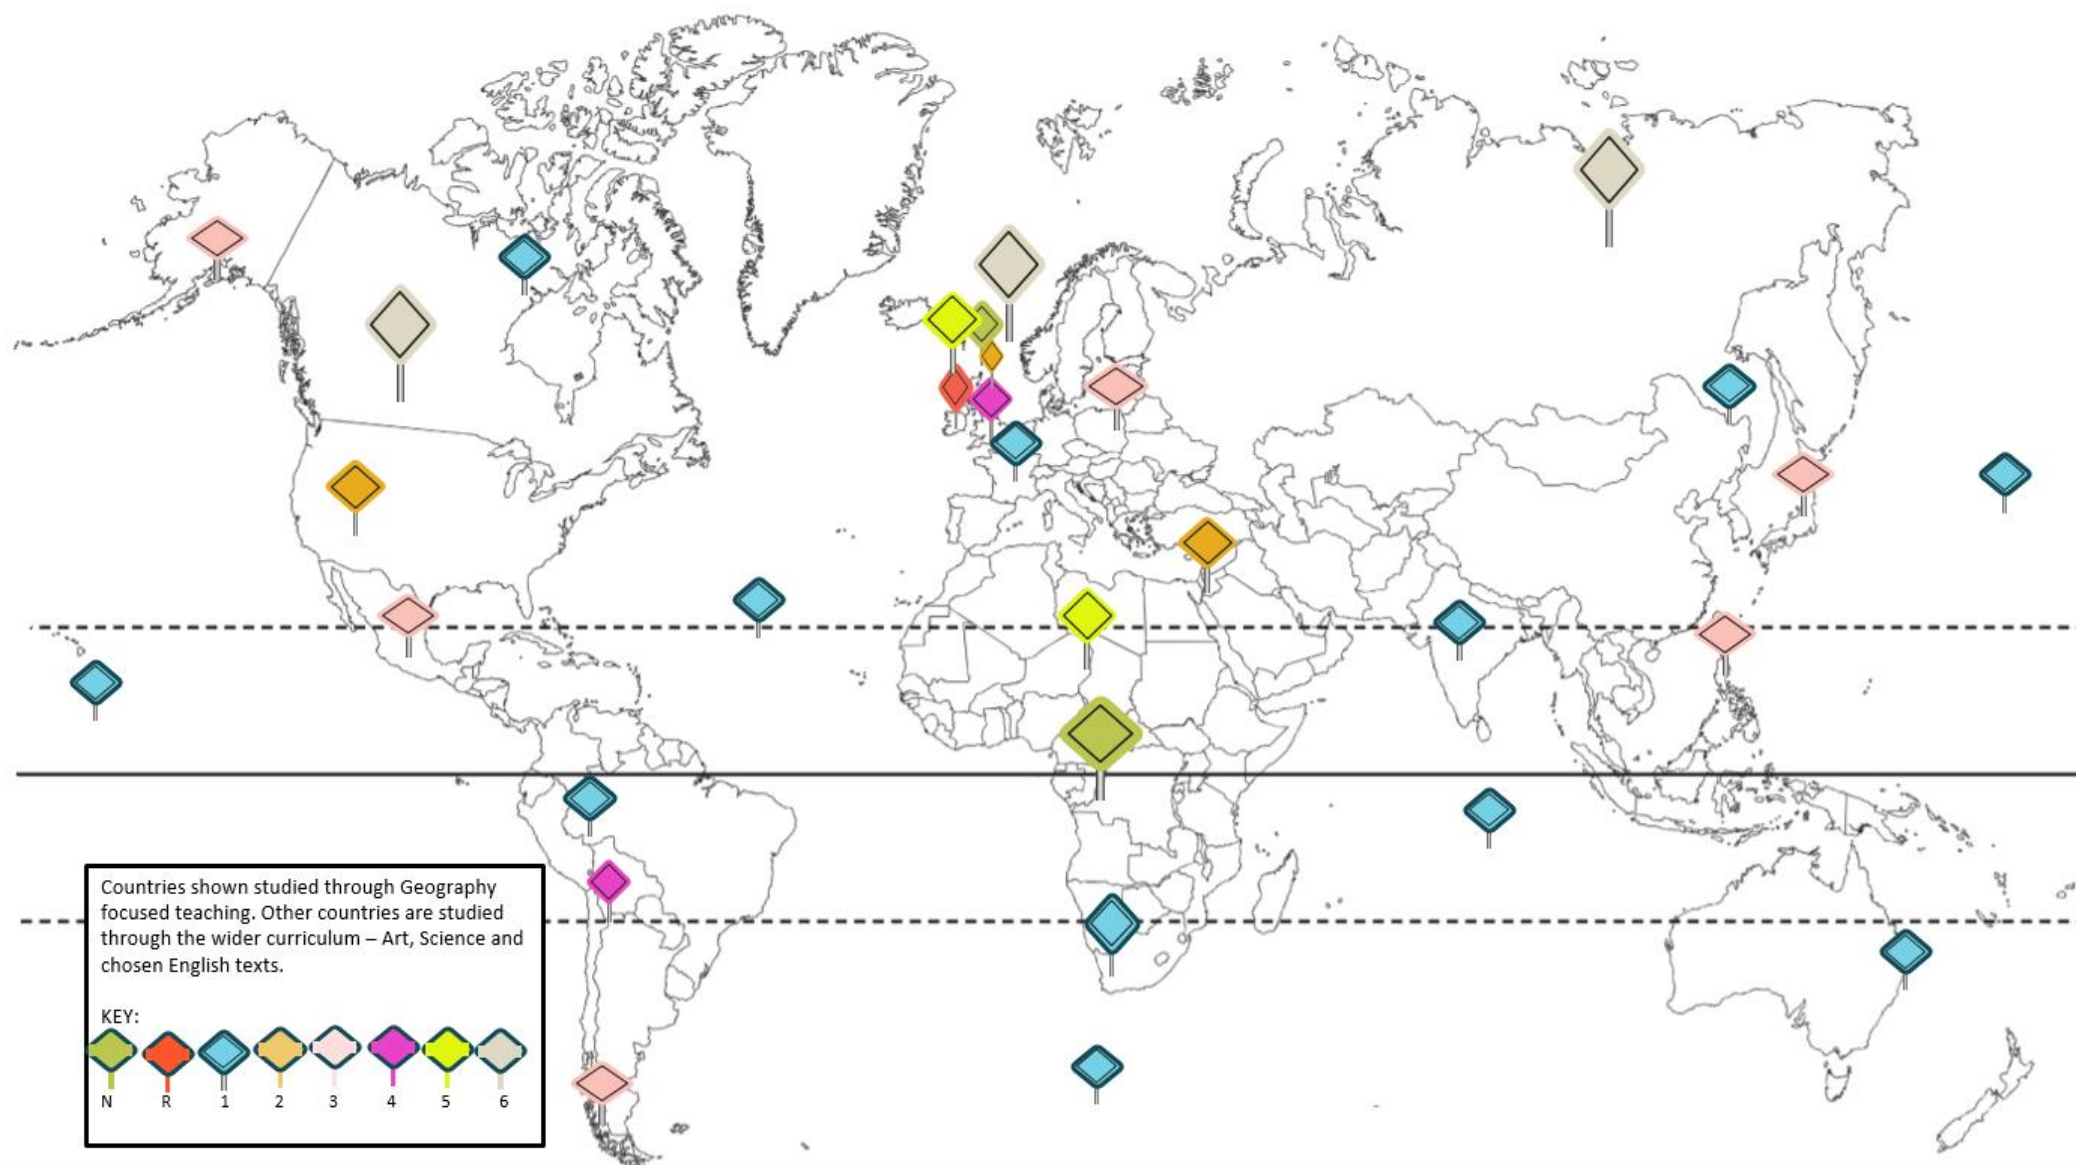 Countries shown studied through Geography
focused teaching. Other countries are studied
through the wider curriculum – Art, Science and
chosen English texts.
KEY:
N R 1 2 3 4 5 6